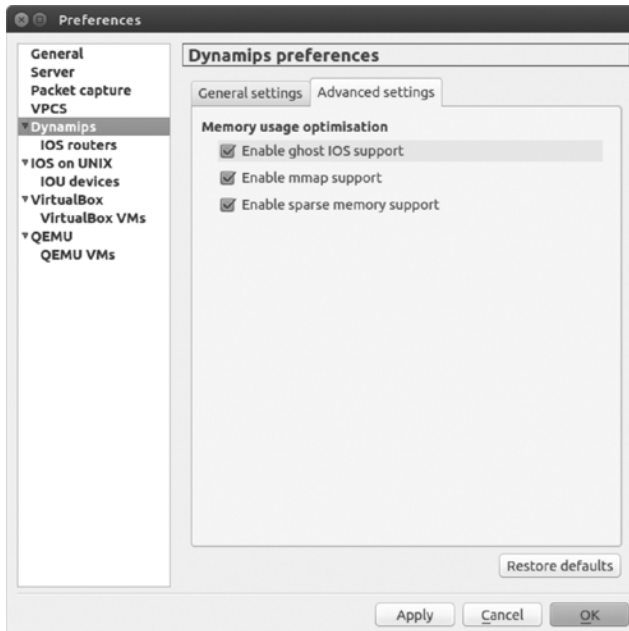 Preferences
General
Server
Packet capture
VPCS
Dynamips
IOS routers
IOS on UNIX
IOU devices
VirtualBox
VirtualBox VMs
QEMU
QEMU VMs
Dynamips preferences
General settings
Advanced settings
Memory usage optimisation
Enable ghost IOS support
Enable mmap support
Enable sparse memory support
Restore defaults
Apply
Cancel
OK